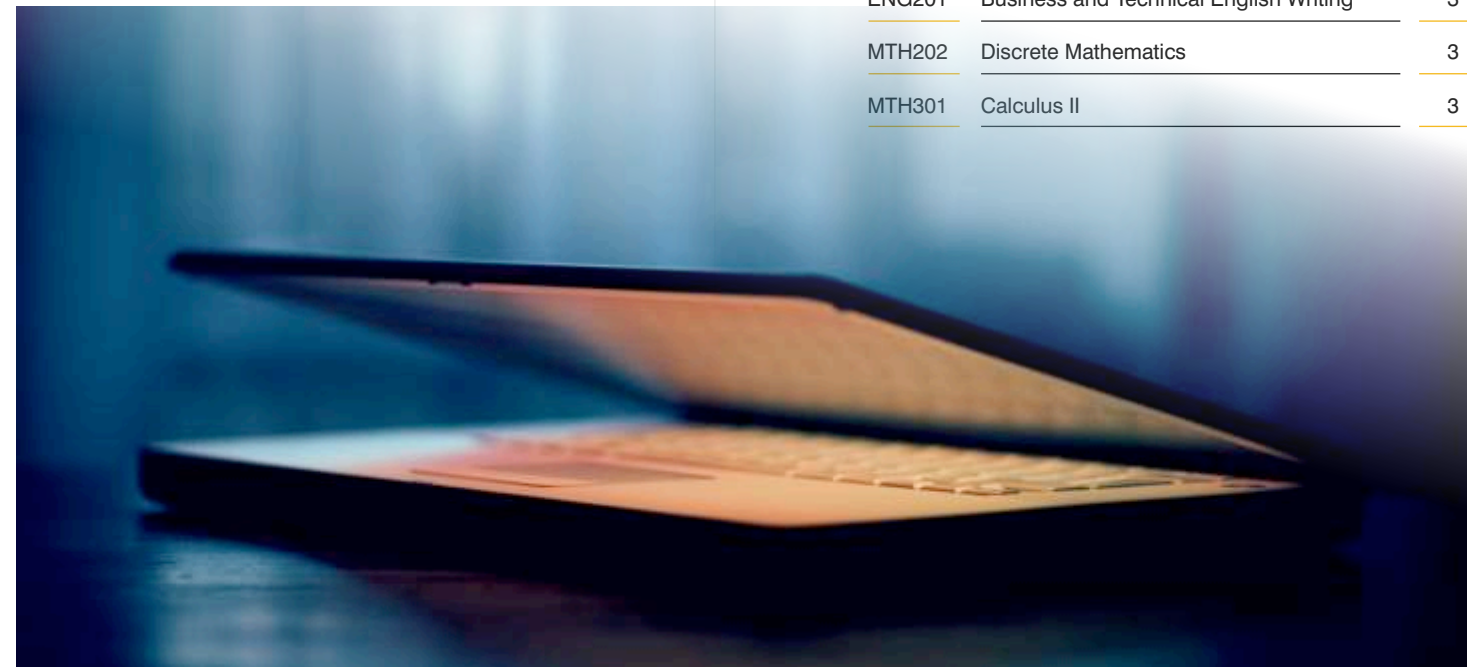 ENG201 Business and Technical English Writing 3
MTH202 Discrete Mathematics 3
MTH301 Calculus II 3